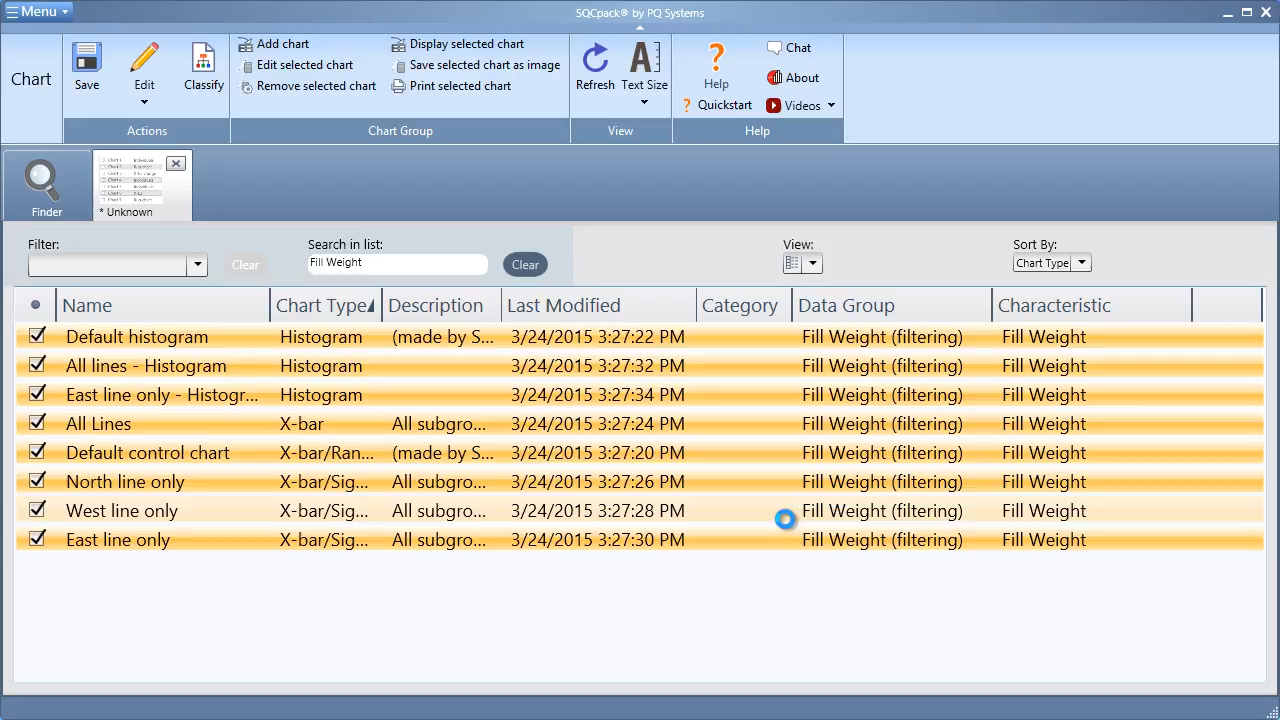 Menu
SQCpack® by PQ Systems
Chart
Save
Edit
Classify
Actions
Add chart
Edit selected chart
Remove selected chart
Display selected chart
Save selected chart as image
Print selected chart
Chart Group
Refresh
Text Size
View
Help
Quickstart
Chat
About
Videos
Help
Finder
* Unknown
Filter:
Clear
Search in list:
Fill Weight
Clear
View:
Sort By:
Chart Type
Name Chart Type Description Last Modified Category Data Group Characteristic
Default histogram Histogram (made by S... 3/24/2015 3:27:22 PM Fill Weight (filtering) Fill Weight
All lines - Histogram Histogram 3/24/2015 3:27:32 PM Fill Weight (filtering) Fill Weight
East line only - Histogr... Histogram 3/24/2015 3:27:34 PM Fill Weight (filtering) Fill Weight
All Lines X-bar All subgro... 3/24/2015 3:27:24 PM Fill Weight (filtering) Fill Weight
Default control chart X-bar/Ran... (made by S... 3/24/2015 3:27:20 PM Fill Weight (filtering) Fill Weight
North line only X-bar/Sig... All subgro... 3/24/2015 3:27:26 PM Fill Weight (filtering) Fill Weight
West line only X-bar/Sig... All subgro... 3/24/2015 3:27:28 PM Fill Weight (filtering) Fill Weight
East line only X-bar/Sig... All subgro... 3/24/2015 3:27:30 PM Fill Weight (filtering) Fill Weight